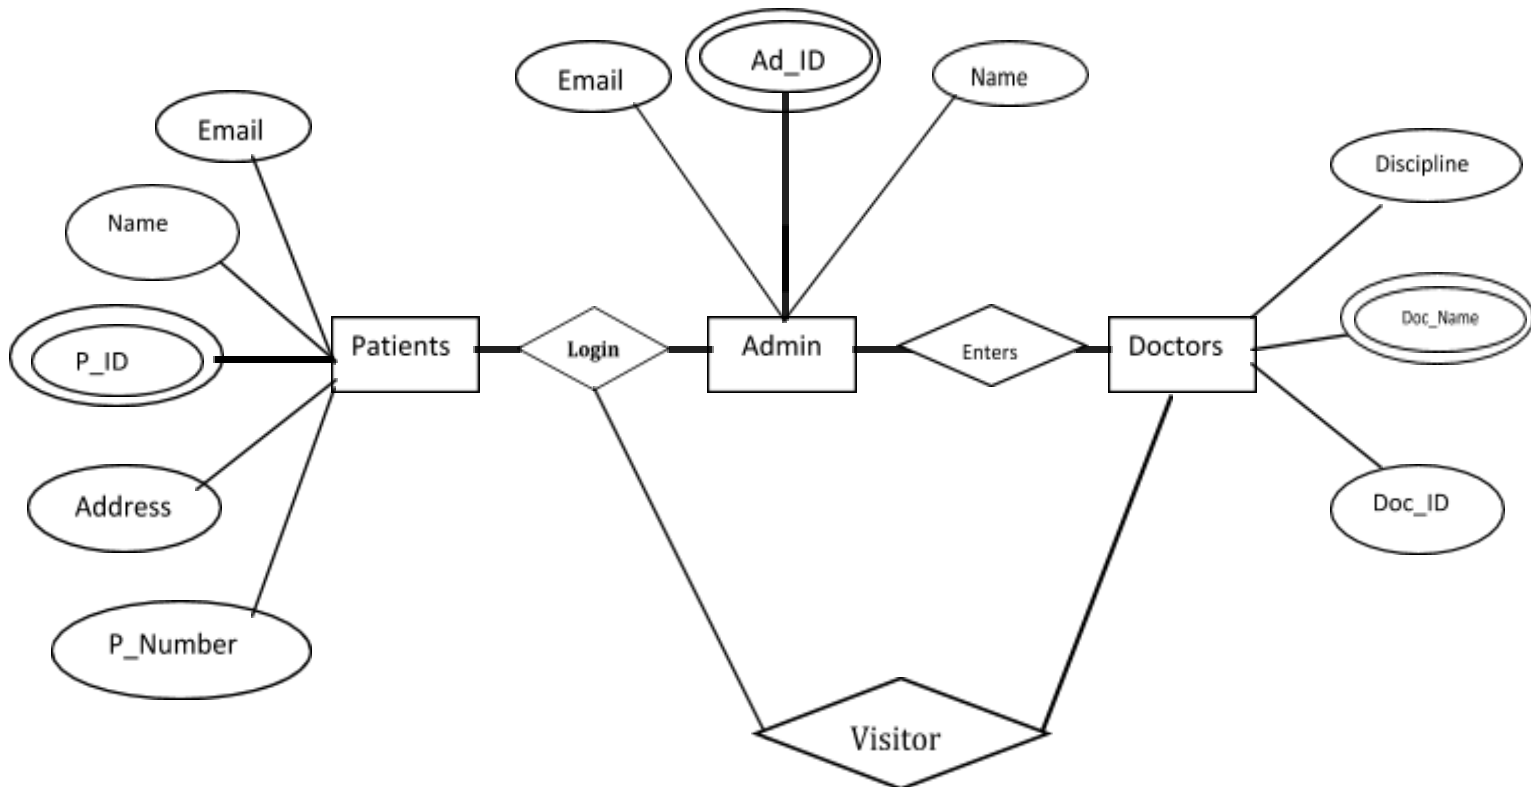 Email
Ad_ID
Name
Email
Name
P_ID
Address
P_Number
Patients
Login
Admin
Enters
Doctors
Discipline
Doc_Name
Doc_ID
Visitor